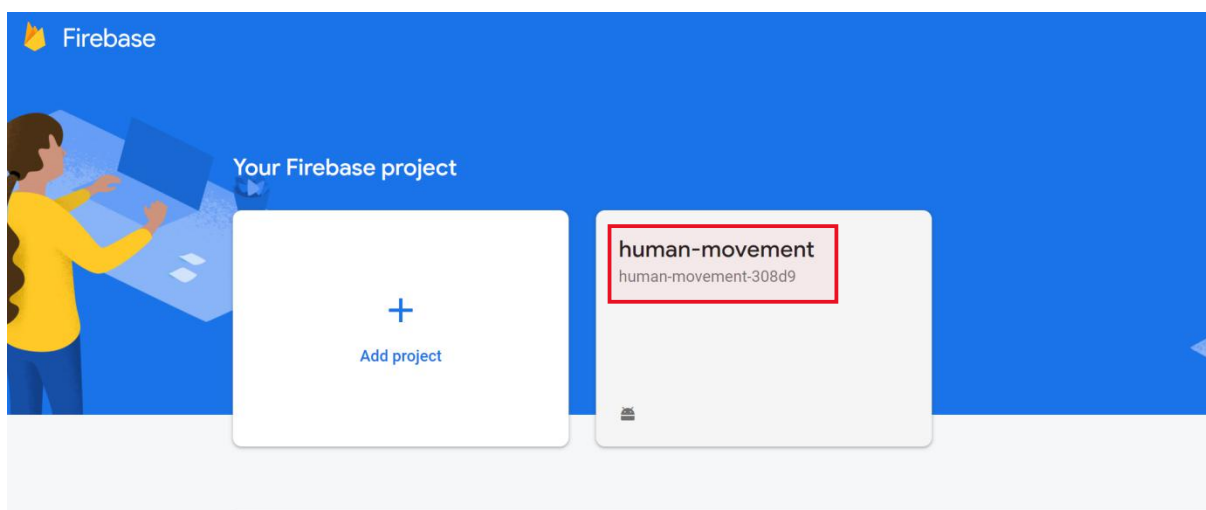 Firebase
Your Firebase project
human-movement
human-movement-308d9
Add project